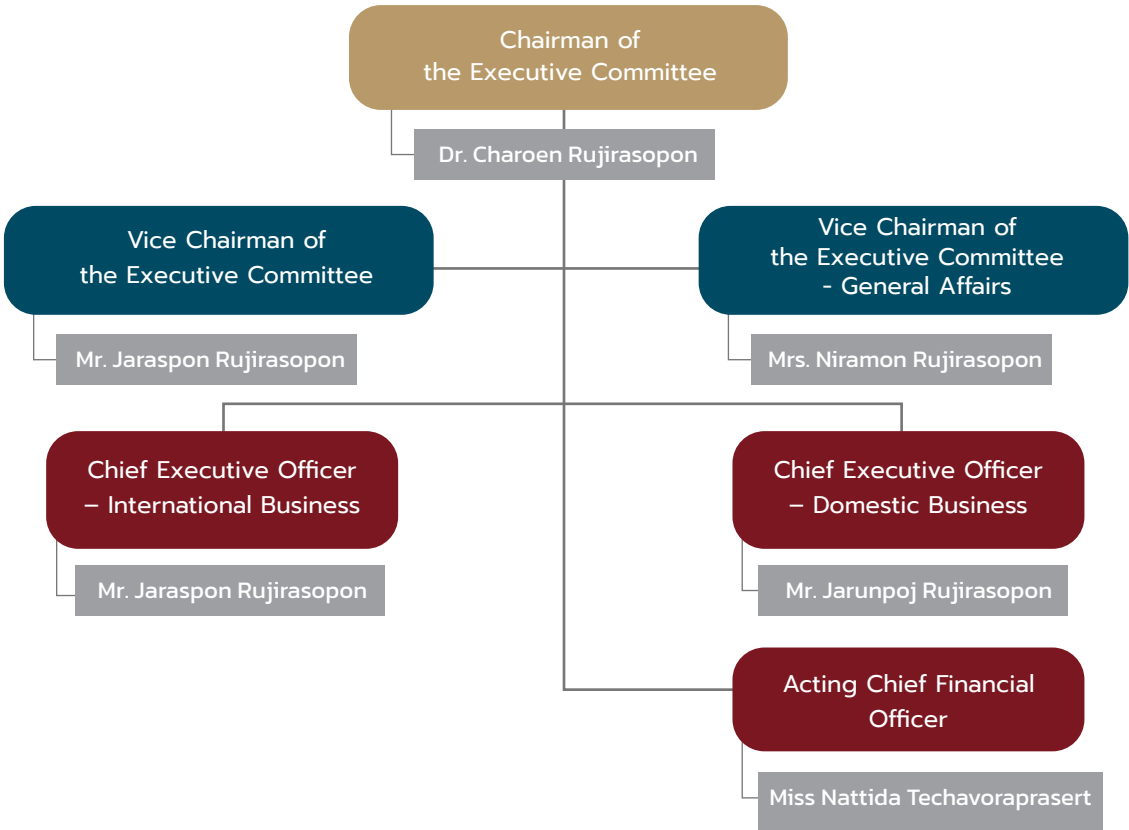 Chairman of
the Executive Committee
Dr. Charoen Rujirasopon
Vice Chairman of
the Executive Committee
Mr. Jaraspon Rujirasopon
Vice Chairman of
the Executive Committee
- General Affairs
Mrs. Niramon Rujirasopon
Chief Executive Officer
– International Business
Mr. Jaraspon Rujirasopon
Chief Executive Officer
– Domestic Business
Mr. Jarunpoj Rujirasopon
Acting Chief Financial
Officer
Miss Nattida Techavoraprasert